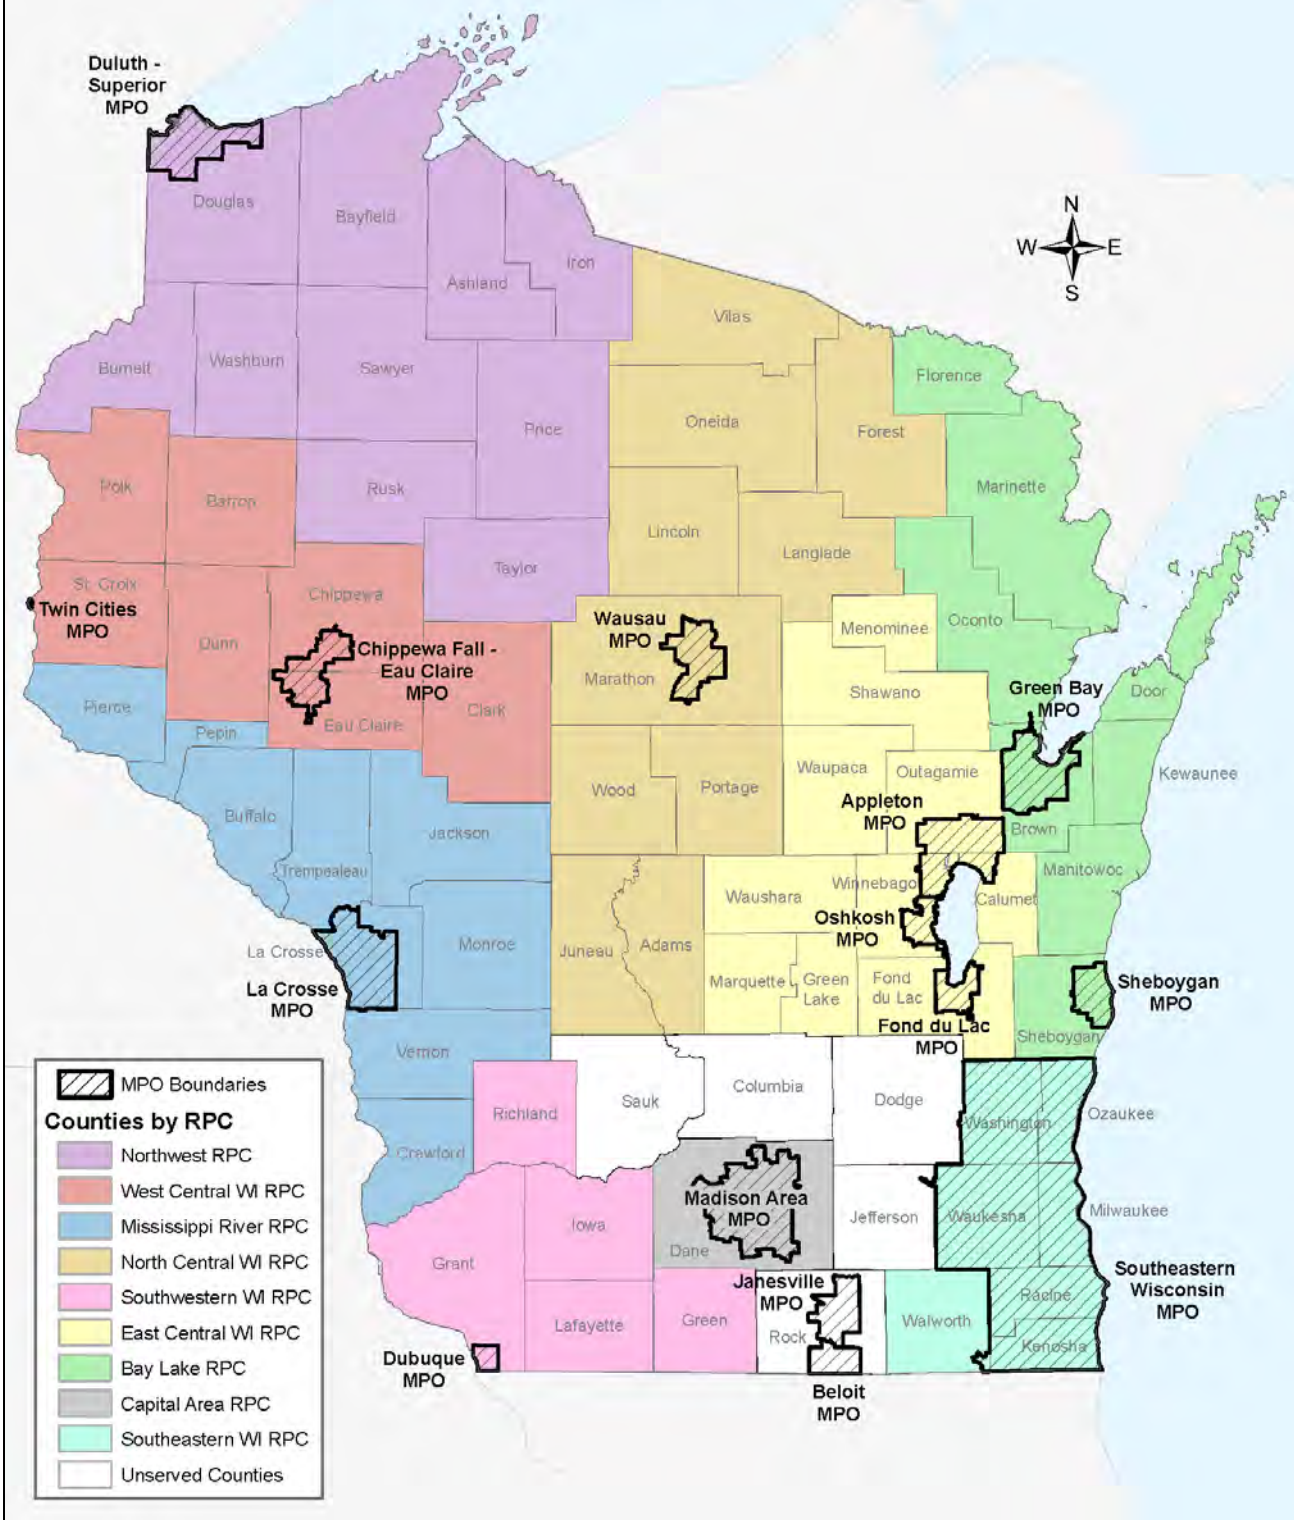 Duluth -
Superior
MPO
N
W
E
S
Douglas
Bayfield
Iron
Ashland
Vilas
Burnett
Washburn
Sawyer
Florence
Price
Oneida
Forest
Polk
Barron
Rusk
Marinette
Lincoln
Langlade
Taylor
St. Croix
Twin Cities
MPO
Chippewa
Dunn
Chippewa Fall -
Eau Claire
MPO
Eau Claire
Clark
Wausau
MPO
Marathon
Menominee
Oconto
Shawano
Green Bay
MPO
Door
Pierce
Pepin
Wood
Portage
Waupaca
Outagamie
Kewaunee
Appleton
MPO
Brown
Buffalo
Jackson
Trempealeau
Manitowoc
Waushara
Winnebago
Calumet
Oshkosh
MPO
La Crosse
Monroe
Juneau
Adams
La Crosse
MPO
Marquette
Green
Lake
Fond
du Lac
Fond du Lac
MPO
Sheboygan
MPO
Sheboygan
Vernon
Richland
Sauk
Columbia
Dodge
Washington
Ozaukee
Crawford
Madison Area
MPO
Dane
Jefferson
Waukesha
Milwaukee
Iowa
Grant
Lafayette
Green
Janesville
MPO
Rock
Walworth
Racine
Kenosha
Southeastern
Wisconsin
MPO
Dubuque
MPO
Beloit
MPO
MPO Boundaries
Counties by RPC
Northwest RPC
West Central WI RPC
Mississippi River RPC
North Central WI RPC
Southwestern WI RPC
East Central WI RPC
Bay Lake RPC
Capital Area RPC
Southeastern WI RPC
Unserved Counties